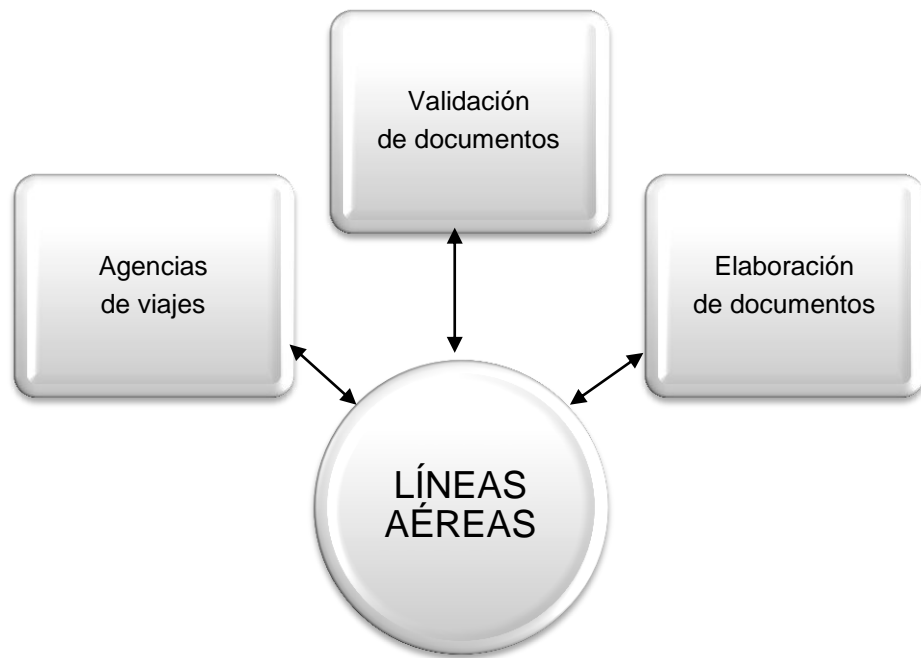 Validación
de documentos
Agencias
de viajes
Elaboración
de documentos
LÍNEAS
AÉREAS